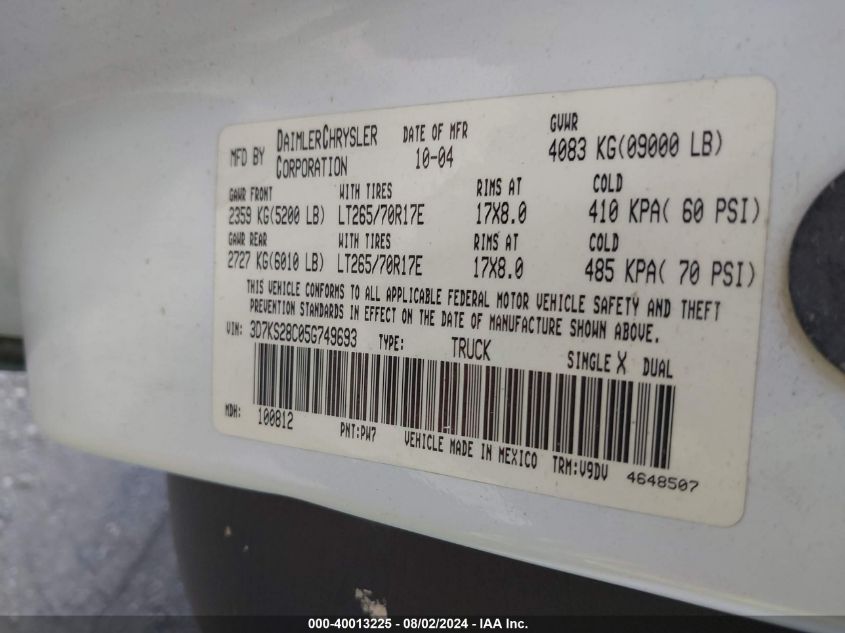 MFD BY DAIMLERCHRYSLER CORPORATION DATE OF MFR 10-04 GVWR 4083 KG(09000 LB)
GAWR FRONT WITH TIRES RIMS AT COLD
2359 KG(5200 LB) LT265/70R17E 17X8.0 410 KPA( 60 PSI)
GAWR REAR WITH TIRES RIMS AT COLD
2727 KG(6010 LB) LT265/70R17E 17X8.0 485 KPA( 70 PSI)
THIS VEHICLE CONFORMS TO ALL APPLICABLE FEDERAL MOTOR VEHICLE SAFETY AND THEFT
PREVENTION STANDARDS IN EFFECT ON THE DATE OF MANUFACTURE SHOWN ABOVE.
VIN: 3D7KS28C05G749693 TYPE: TRUCK SINGLE X DUAL
MDH: 100812
PNT:PW7 VEHICLE MADE IN MEXICO TRM:V9DV 4648507
000-40013225 - 08/02/2024 - IAA Inc.